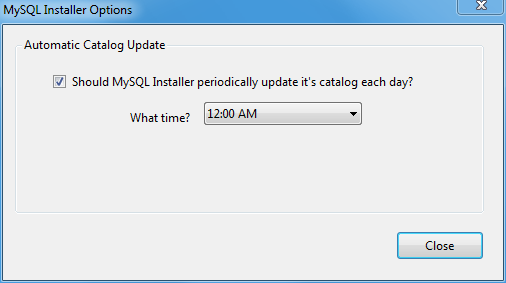 MySQL Installer Options
Automatic Catalog Update
Should MySQL Installer periodically update it's catalog each day?
What time? 12:00 AM
Close